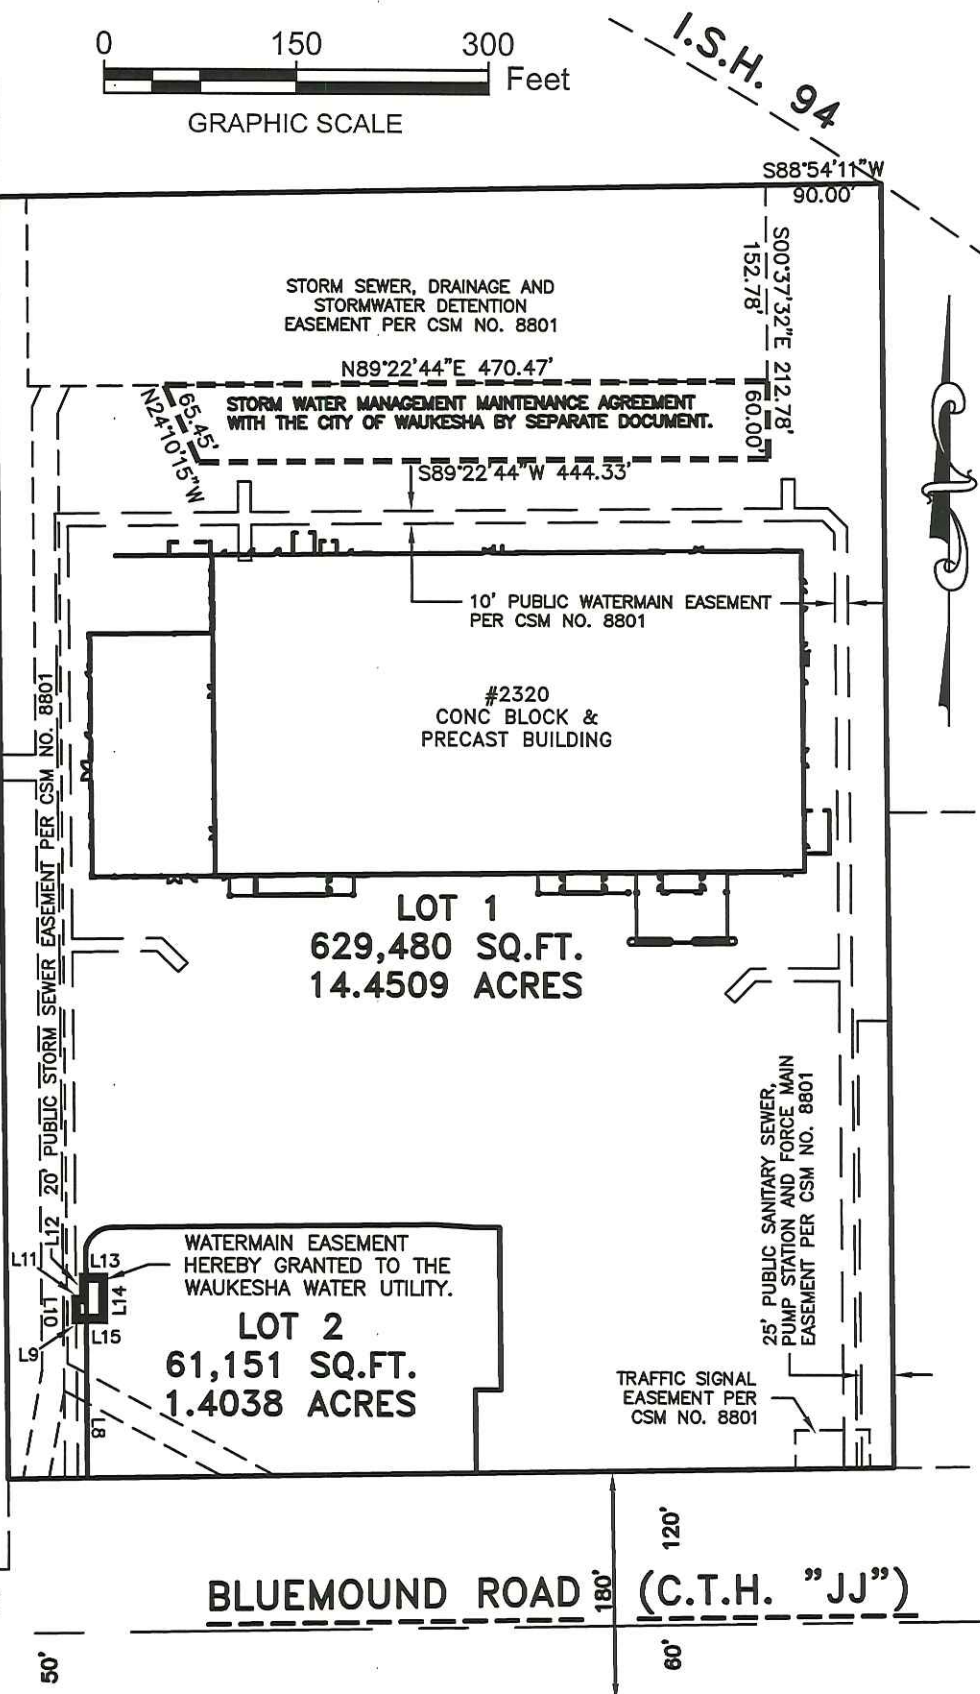 0 150 300
Feet
GRAPHIC SCALE
I.S.H. 94
S88°54'11"W
90.00'
S00°37'32"E 212.78'
152.78'
60.00'
STORM SEWER, DRAINAGE AND
STORMWATER DETENTION
EASEMENT PER CSM NO. 8801
N89°22'44"E 470.47'
STORM WATER MANAGEMENT MAINTENANCE AGREEMENT
WITH THE CITY OF WAUKESHA BY SEPARATE DOCUMENT.
65.45'
N24°10'15"W
S89°22'44"W 444.33'
10' PUBLIC WATERMAIN EASEMENT
PER CSM NO. 8801
#2320
CONC BLOCK &
PRECAST BUILDING
20' PUBLIC STORM SEWER EASEMENT PER CSM NO. 8801
LOT 1
629,480 SQ.FT.
14.4509 ACRES
25' PUBLIC SANITARY SEWER,
PUMP STATION AND FORCE MAIN
EASEMENT PER CSM NO. 8801
WATERMAIN EASEMENT
HEREBY GRANTED TO THE
WAUKESHA WATER UTILITY.
L12
L11
L13
L14
L10
L15
L9
L8
LOT 2
61,151 SQ.FT.
1.4038 ACRES
TRAFFIC SIGNAL
EASEMENT PER
CSM NO. 8801
120'
180'
BLUEMOUND ROAD (C.T.H. "JJ")
50'
60'